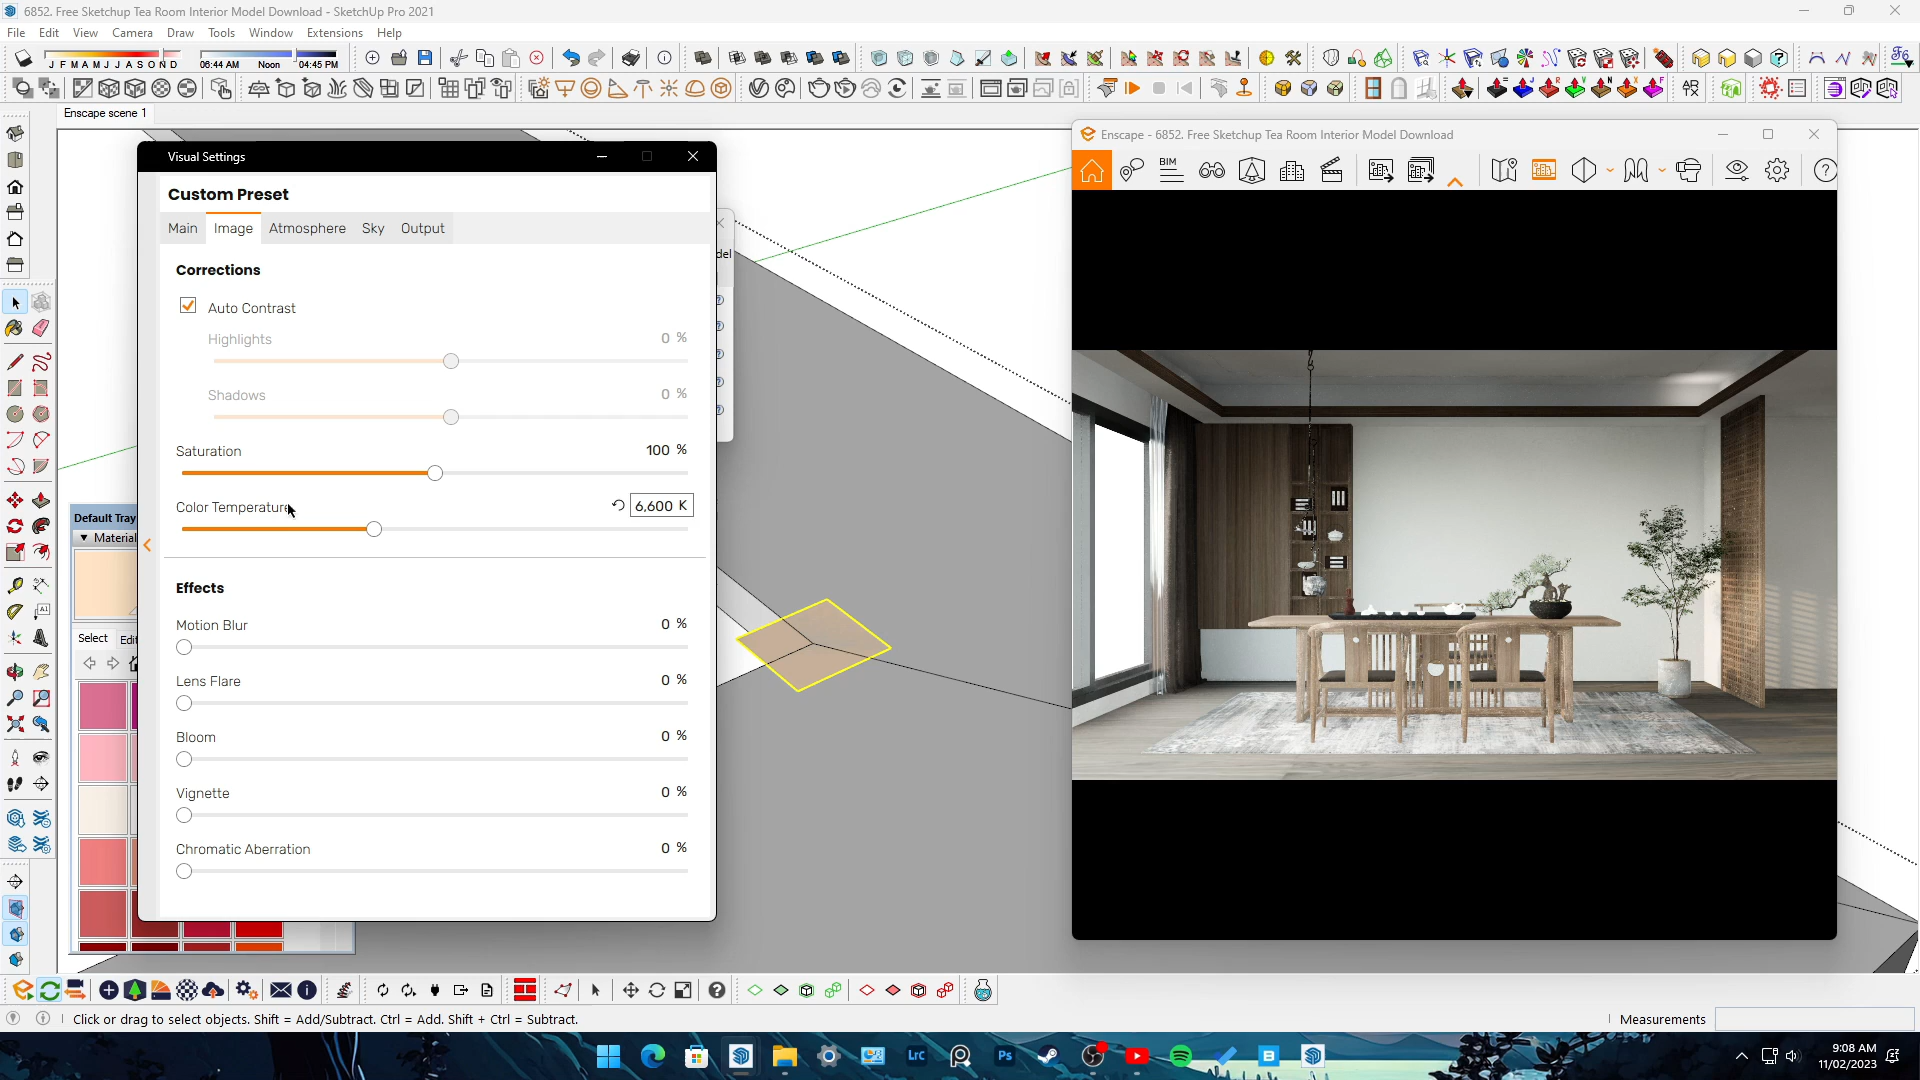 6852. Free Sketchup Tea Room Interior Model Download - SketchUp Pro 2021
File Edit View Camera Draw Tools Window Extensions Help
J F M A M J J A S O N D
06:44 AM Noon 04:45 PM
Enscape scene 1
Visual Settings
Custom Preset
Main Image Atmosphere Sky Output
Corrections
Auto Contrast
Highlights 0 %
Shadows 0 %
Saturation 100 %
Color Temperature 6,600 K
Effects
Motion Blur 0 %
Lens Flare 0 %
Bloom 0 %
Vignette 0 %
Chromatic Aberration 0 %
del
Default Tray
Material
Select Edit
Enscape - 6852. Free Sketchup Tea Room Interior Model Download
BIM
Click or drag to select objects. Shift = Add/Subtract. Ctrl = Add. Shift + Ctrl = Subtract.
Measurements
Lrc
Ps
9:08 AM
11/02/2023